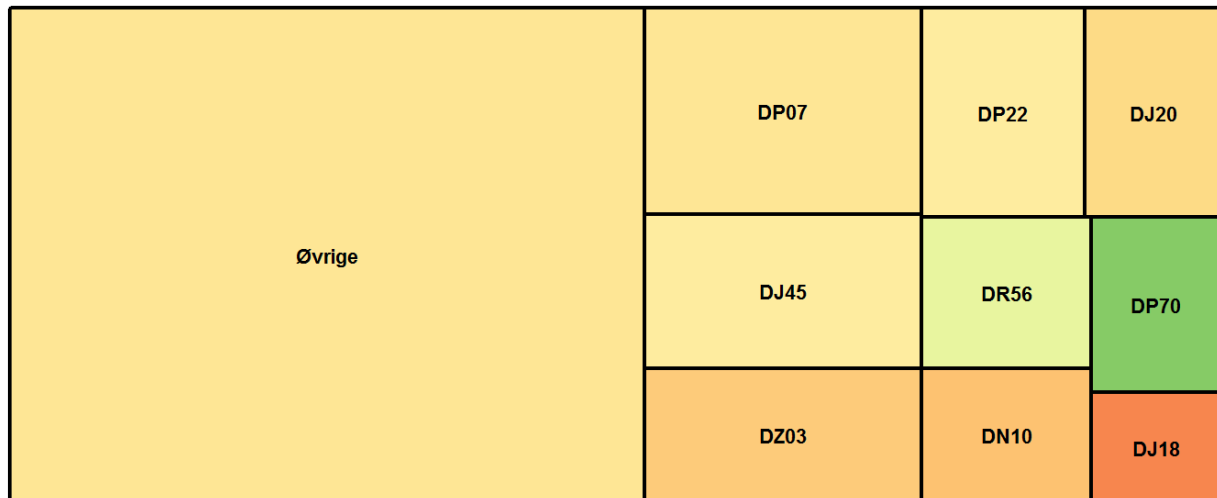 Øvrige
DP07
DP22
DJ20
DJ45
DR56
DP70
DZ03
DN10
DJ18